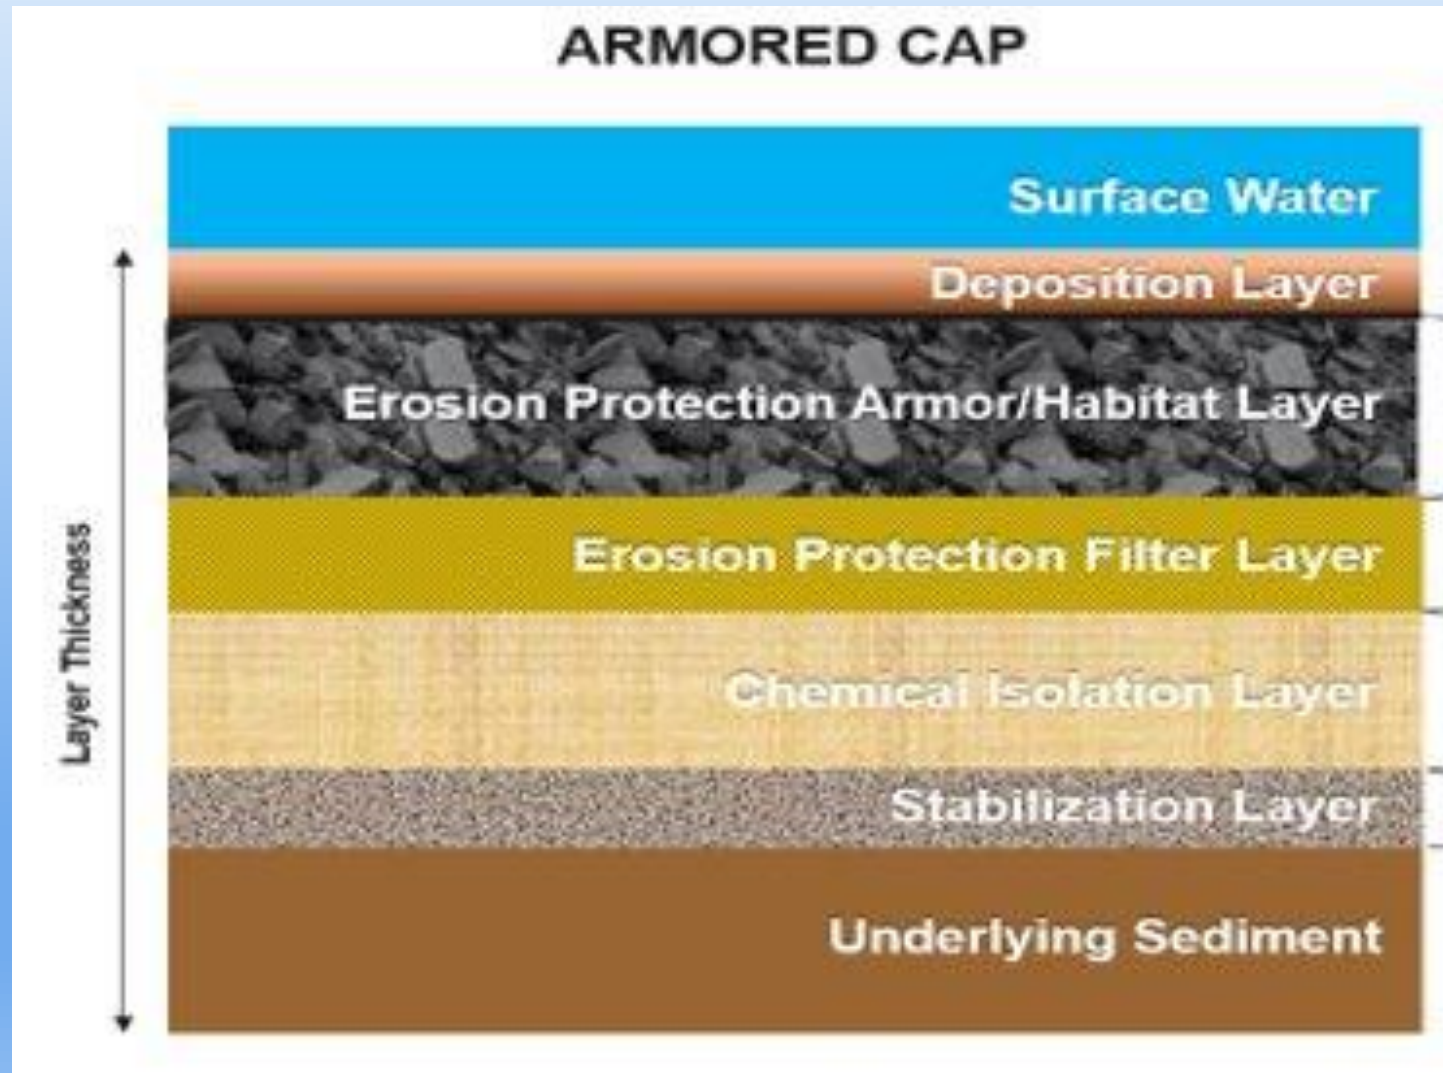 ARMORED CAP
Surface Water
Deposition Layer
Erosion Protection Armor/Habitat Layer
Erosion Protection Filter Layer
Chemical Isolation Layer
Stabilization Layer
Underlying Sediment
Layer Thickness